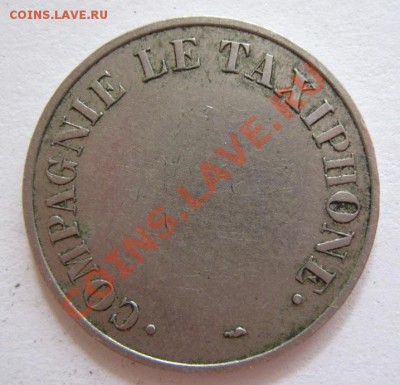 COINS.LAVE.RU
· COMPAGNIE LE TAXIPHONE ·
COINS.LAVE.RU